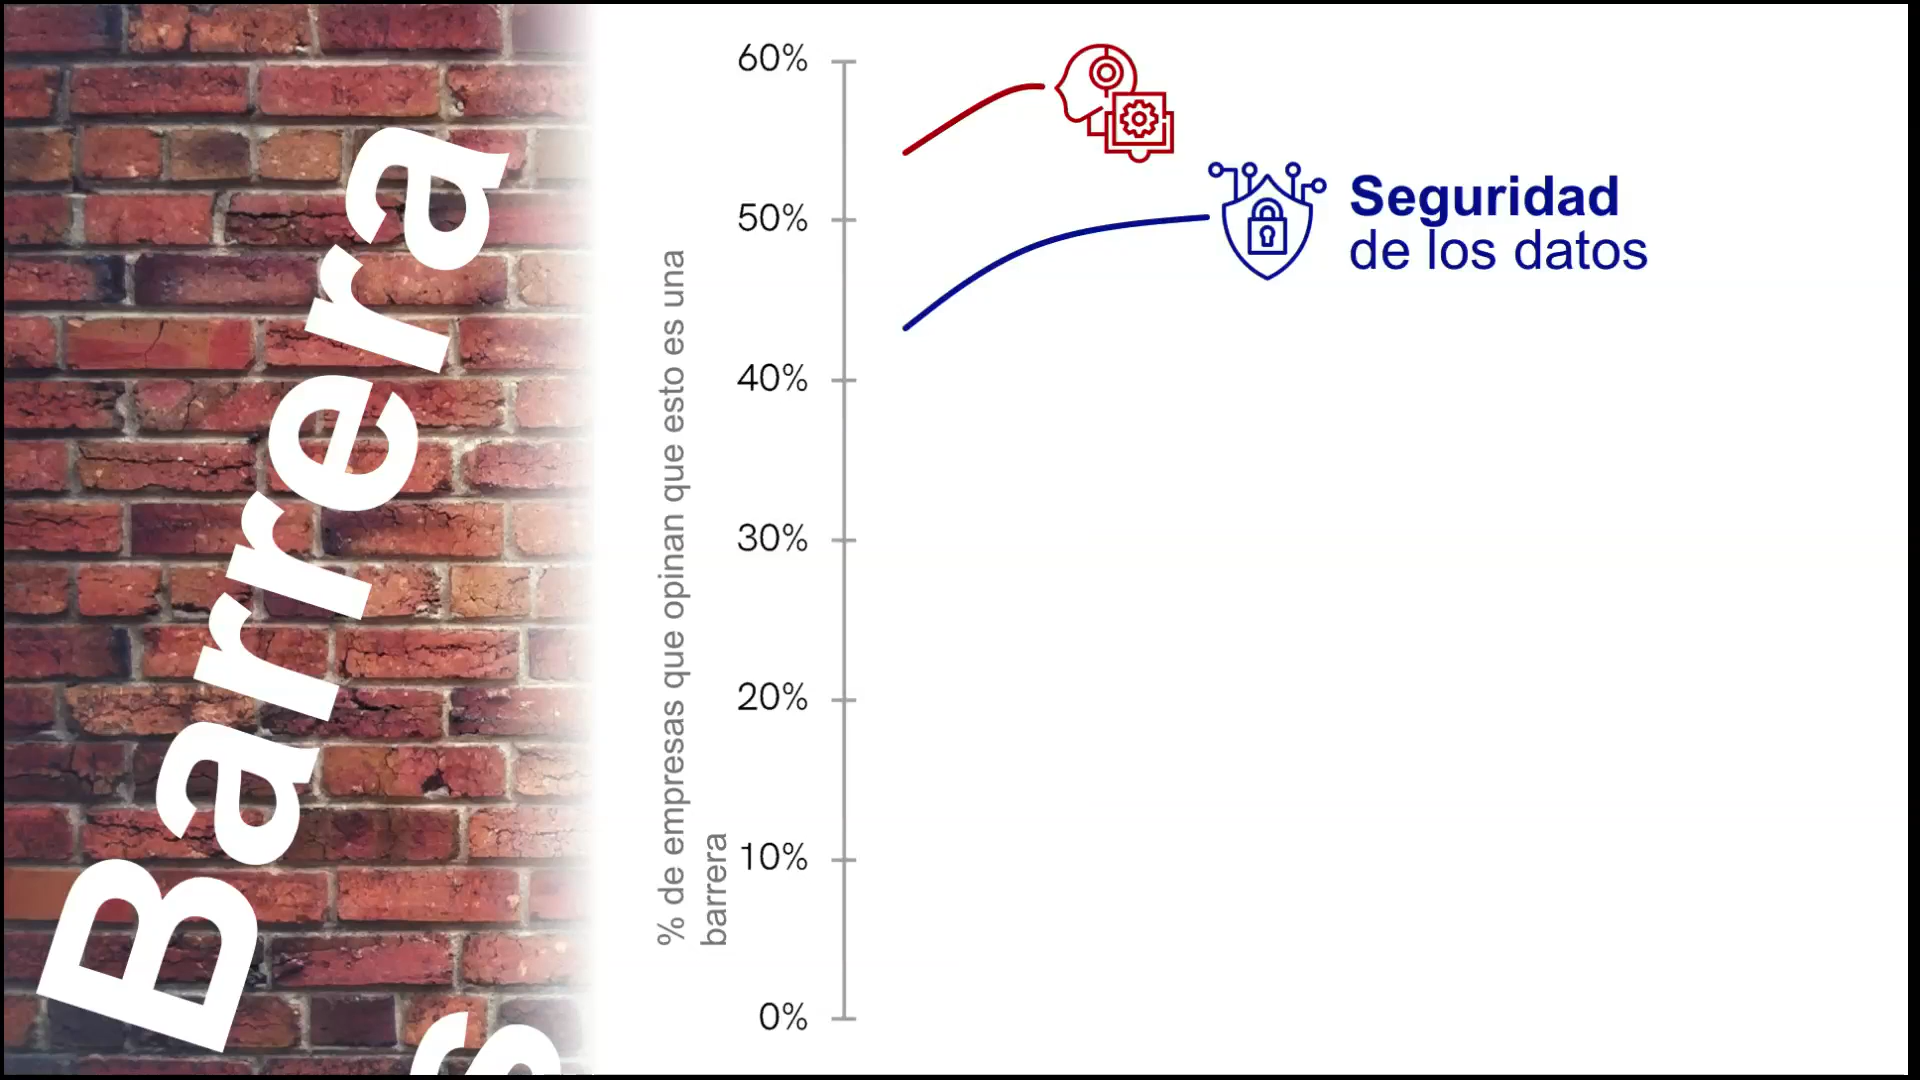 Barrera
s
% de empresas que opinan que esto es una
barrera
60%
50%
40%
30%
20%
10%
0%
Seguridad
de los datos